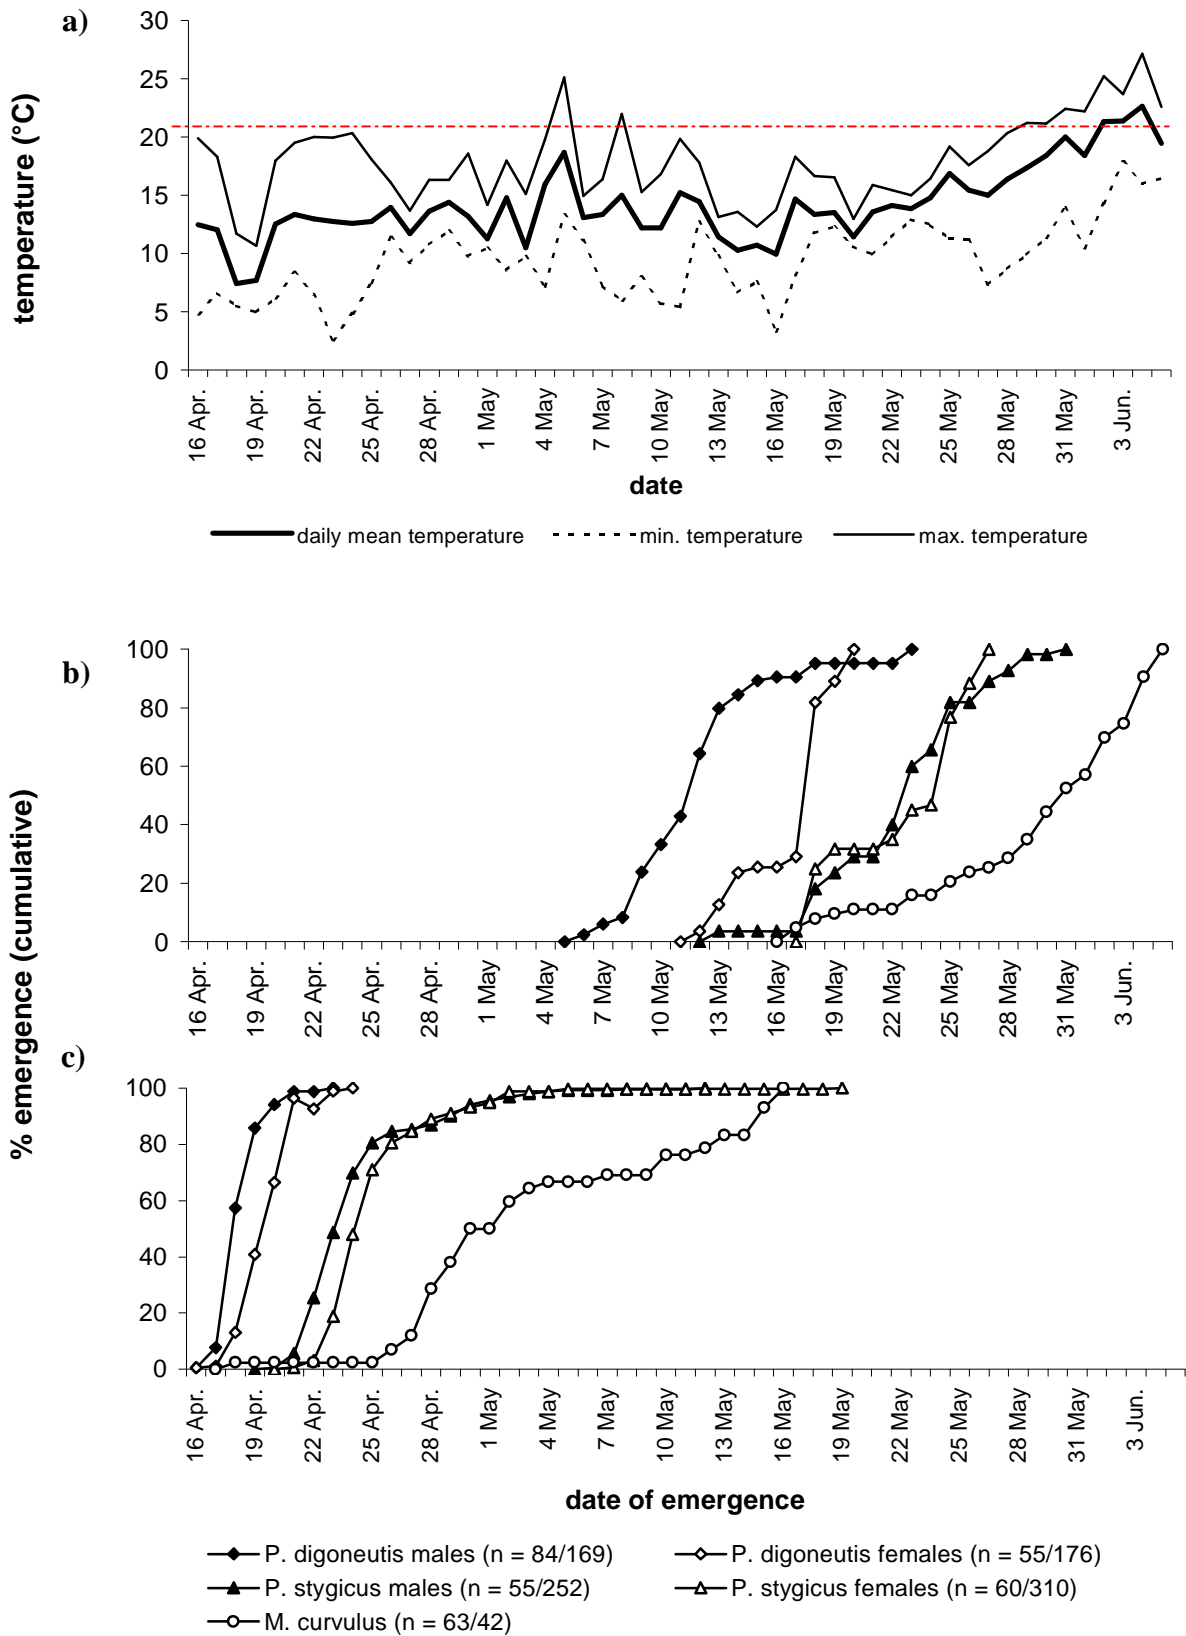 a)
temperature (°C)
30
25
20
15
10
5
0
16 Apr.
19 Apr.
22 Apr.
25 Apr.
28 Apr.
1 May
4 May
7 May
10 May
13 May
16 May
19 May
22 May
25 May
28 May
31 May
3 Jun.
date
daily mean temperature
min. temperature
max. temperature
b)
% emergence (cumulative)
100
80
60
40
20
0
16 Apr.
19 Apr.
22 Apr.
25 Apr.
28 Apr.
1 May
4 May
7 May
10 May
13 May
16 May
19 May
22 May
25 May
28 May
31 May
3 Jun.
c)
100
80
60
40
20
0
16 Apr.
19 Apr.
22 Apr.
25 Apr.
28 Apr.
1 May
4 May
7 May
10 May
13 May
16 May
19 May
22 May
25 May
28 May
31 May
3 Jun.
date of emergence
P. digoneutis males (n = 84/169)
P. digoneutis females (n = 55/176)
P. stygicus males (n = 55/252)
P. stygicus females (n = 60/310)
M. curvulus (n = 63/42)